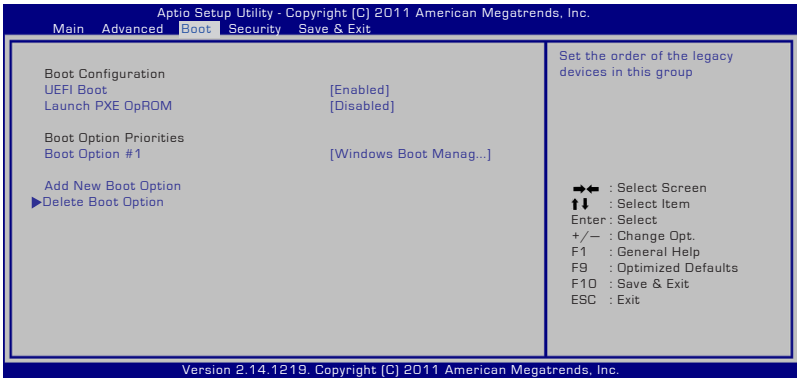 Aptio Setup Utility - Copyright (C) 2011 American Megatrends, Inc.
Main Advanced Boot Security Save & Exit
Boot Configuration
UEFI Boot [Enabled]
Launch PXE OpROM [Disabled]
Boot Option Priorities
Boot Option #1 [Windows Boot Manag...]
Add New Boot Option
Delete Boot Option
Set the order of the legacy
devices in this group
→← : Select Screen
↑↓ : Select Item
Enter : Select
+/— : Change Opt.
F1 : General Help
F9 : Optimized Defaults
F10 : Save & Exit
ESC : Exit
Version 2.14.1219. Copyright (C) 2011 American Megatrends, Inc.